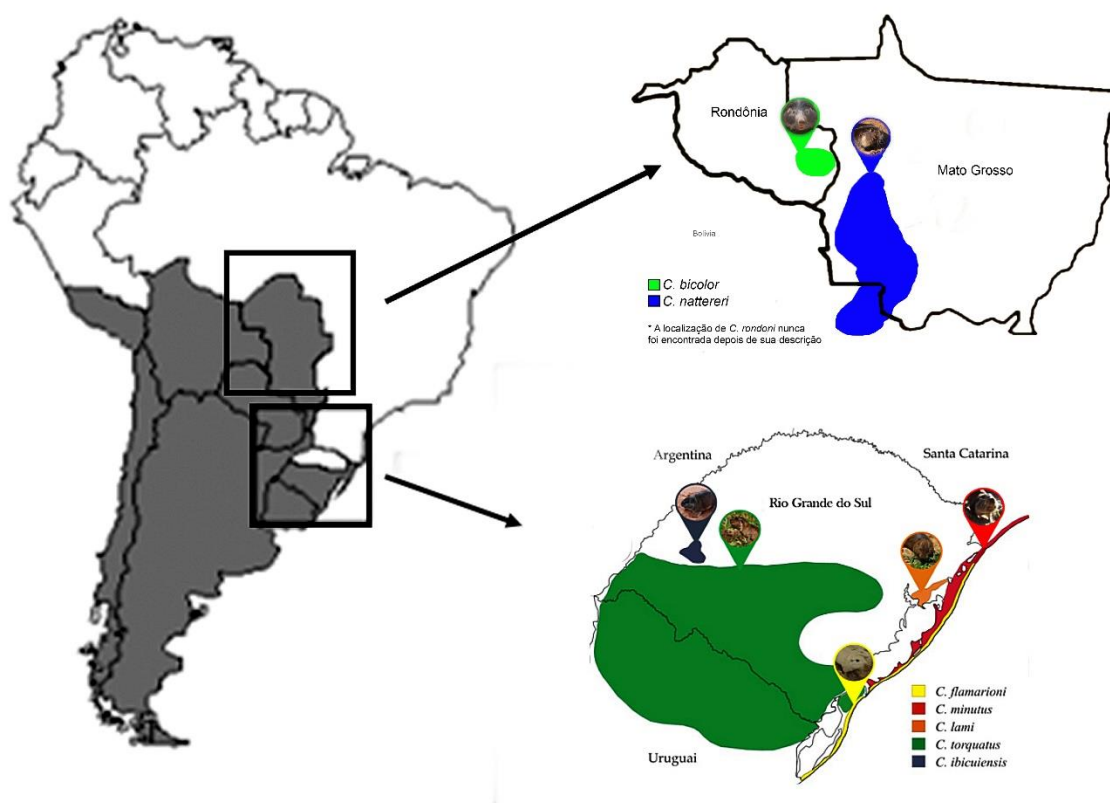 Rondônia
Mato Grosso
Bolívia
C. bicolor
C. nattereri
* A localização de C. rondoni nunca
foi encontrada depois de sua descrição
Argentina
Santa Catarina
Rio Grande do Sul
Uruguai
C. flamarioni
C. minutus
C. lami
C. torquatus
C. ibicuiensis